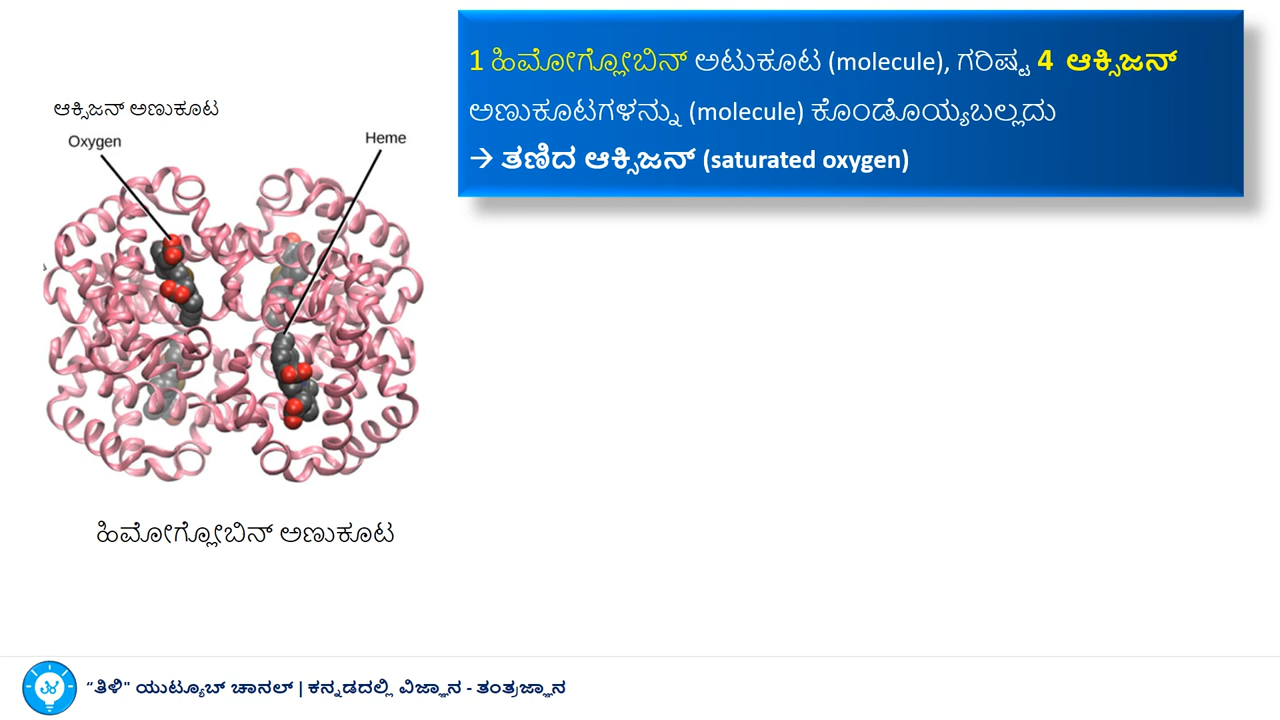 1 ಹಿಮೋಗ್ಲೋಬಿನ್ ಅಟುಕೂಟ (molecule), ಗರಿಷ್ಟ 4 ಆಕ್ಸಿಜನ್
ಅಣುಕೂಟಗಳನ್ನು (molecule) ಕೊಂಡೊಯ್ಯಬಲ್ಲದು
→ ತಣಿದ ಆಕ್ಸಿಜನ್ (saturated oxygen)
ಆಕ್ಸಿಜನ್ ಅಣುಕೂಟ
Oxygen
Heme
ಹಿಮೋಗ್ಲೋಬಿನ್ ಅಣುಕೂಟ
“ತಿಳಿ" ಯುಟ್ಯೂಬ್ ಚಾನಲ್ | ಕನ್ನಡದಲ್ಲಿ ವಿಜ್ಞಾನ - ತಂತ್ರಜ್ಞಾನ